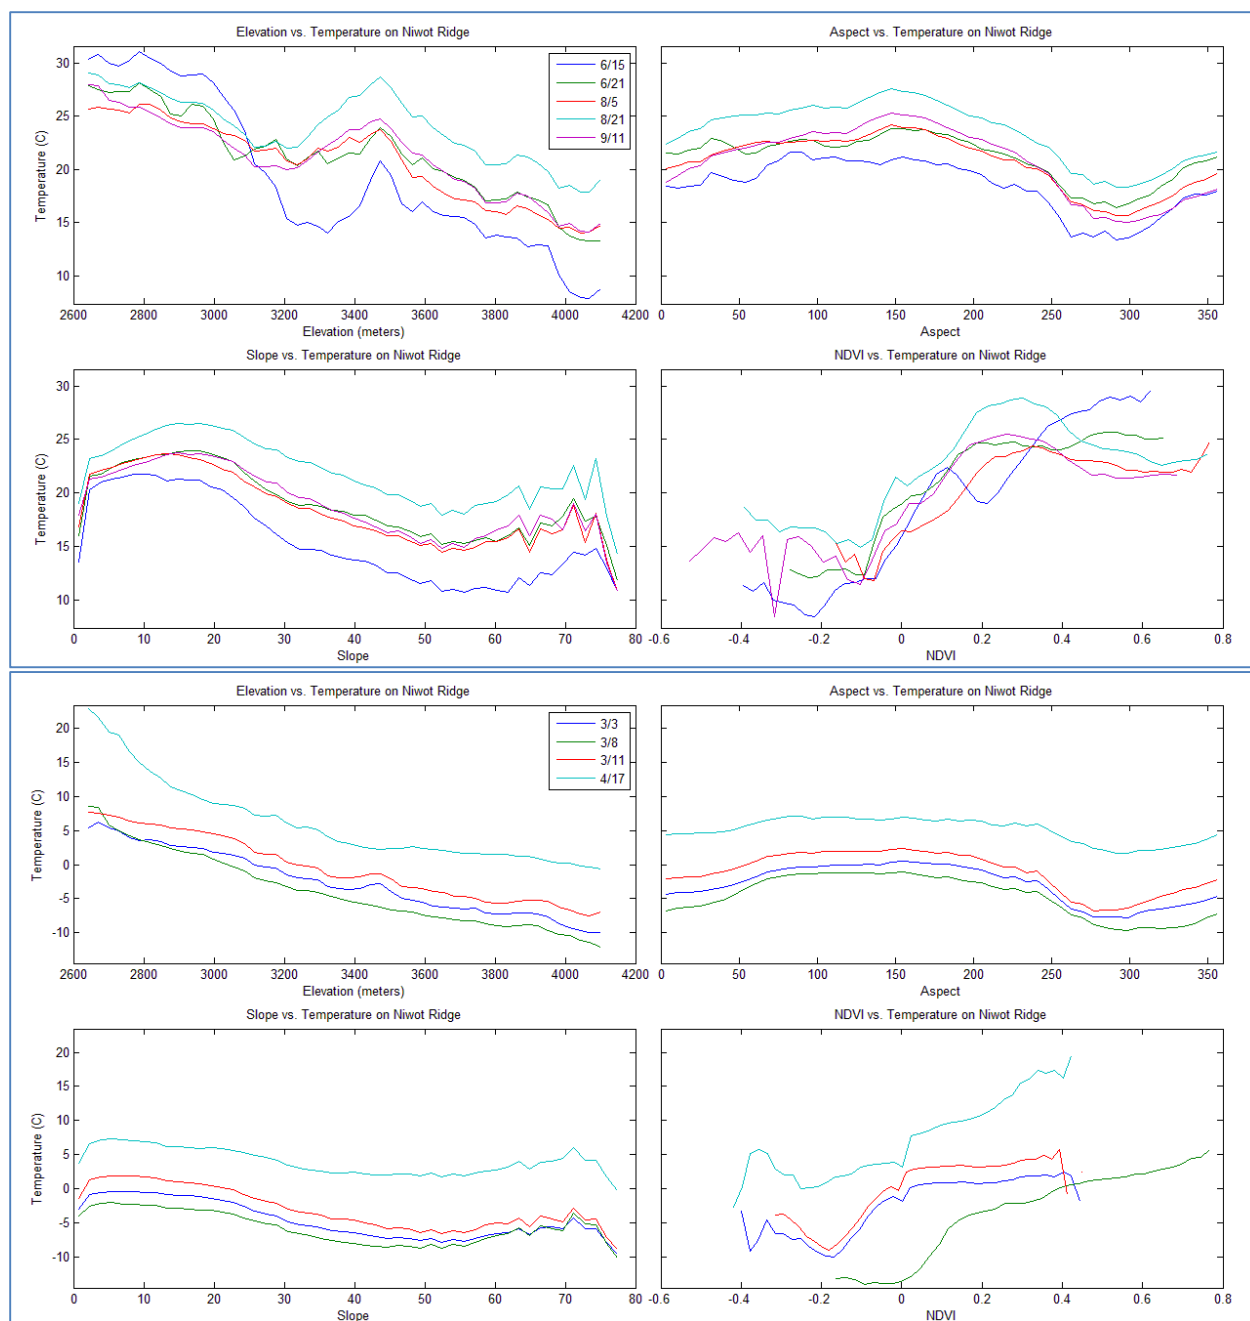 Elevation vs. Temperature on Niwot Ridge
Temperature (C)
30
25
20
15
10
2600 2800 3000 3200 3400 3600 3800 4000 4200
Elevation (meters)
6/15
6/21
8/5
8/21
9/11
Aspect vs. Temperature on Niwot Ridge
0 50 100 150 200 250 300 350
Aspect
Slope vs. Temperature on Niwot Ridge
Temperature (C)
30
25
20
15
10
0 10 20 30 40 50 60 70 80
Slope
NDVI vs. Temperature on Niwot Ridge
-0.6 -0.4 -0.2 0 0.2 0.4 0.6 0.8
NDVI
Elevation vs. Temperature on Niwot Ridge
Temperature (C)
20
15
10
5
0
-5
-10
2600 2800 3000 3200 3400 3600 3800 4000 4200
Elevation (meters)
3/3
3/8
3/11
4/17
Aspect vs. Temperature on Niwot Ridge
0 50 100 150 200 250 300 350
Aspect
Slope vs. Temperature on Niwot Ridge
Temperature (C)
20
15
10
5
0
-5
-10
0 10 20 30 40 50 60 70 80
Slope
NDVI vs. Temperature on Niwot Ridge
-0.6 -0.4 -0.2 0 0.2 0.4 0.6 0.8
NDVI